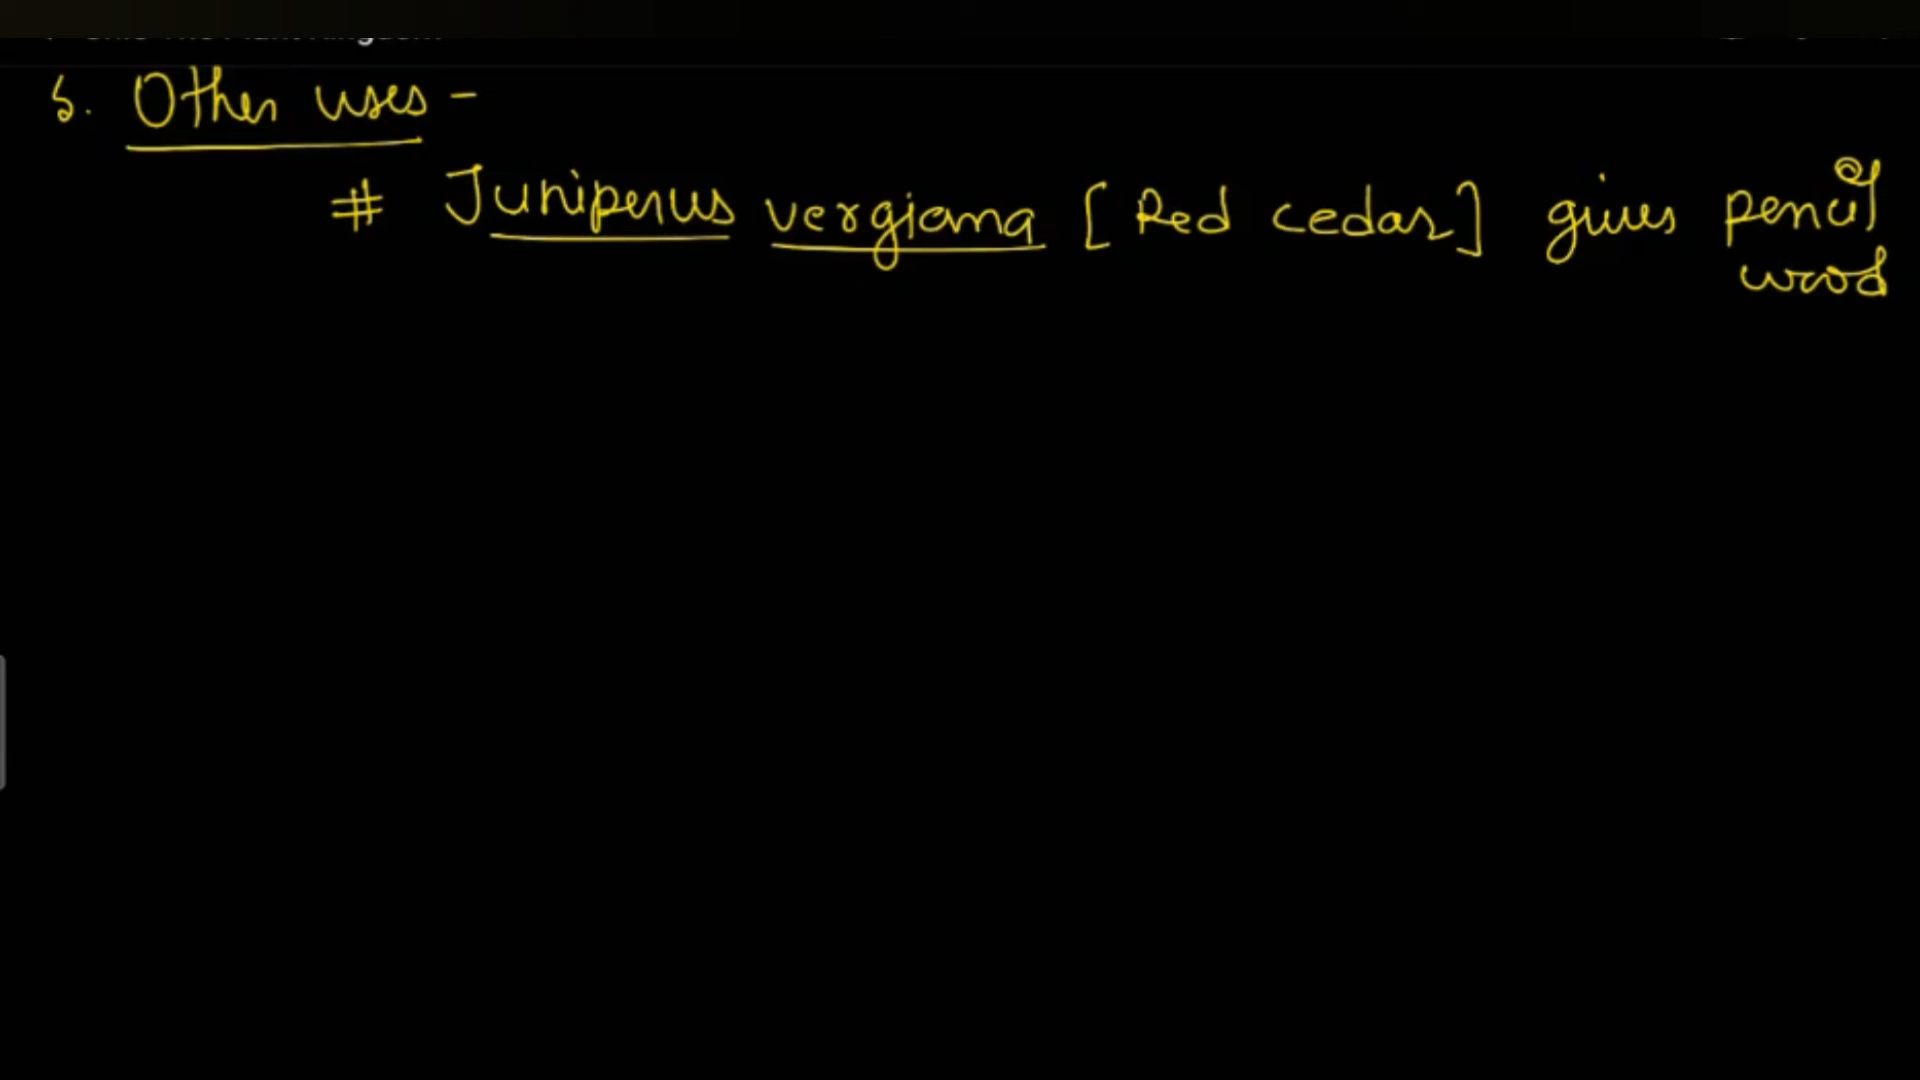 5. Other uses -
# Juniperus vergiana [Red cedar] gives pencil
wood